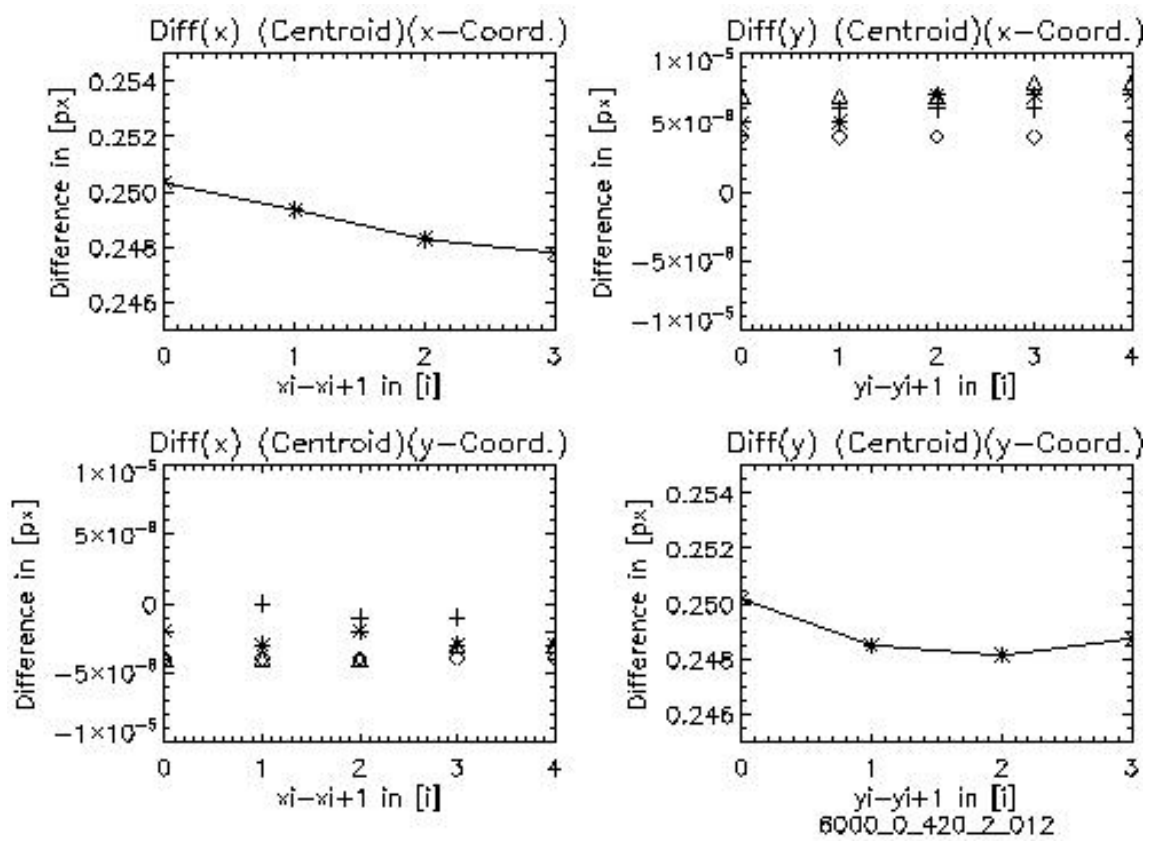 Diff(x) (Centroid)(x-Coord.)
Difference in [px]
0.254
0.252
0.250
0.248
0.246
0 1 2 3
xi-xi+1 in [i]
Diff(y) (Centroid)(x-Coord.)
Difference in [px]
1×10⁻⁵
5×10⁻⁶
0
-5×10⁻⁶
-1×10⁻⁵
0 1 2 3 4
yi-yi+1 in [i]
Diff(x) (Centroid)(y-Coord.)
Difference in [px]
1×10⁻⁵
5×10⁻⁶
0
-5×10⁻⁶
-1×10⁻⁵
0 1 2 3 4
xi-xi+1 in [i]
Diff(y) (Centroid)(y-Coord.)
Difference in [px]
0.254
0.252
0.250
0.248
0.246
0 1 2 3
yi-yi+1 in [i]
6000_0_420_2_012